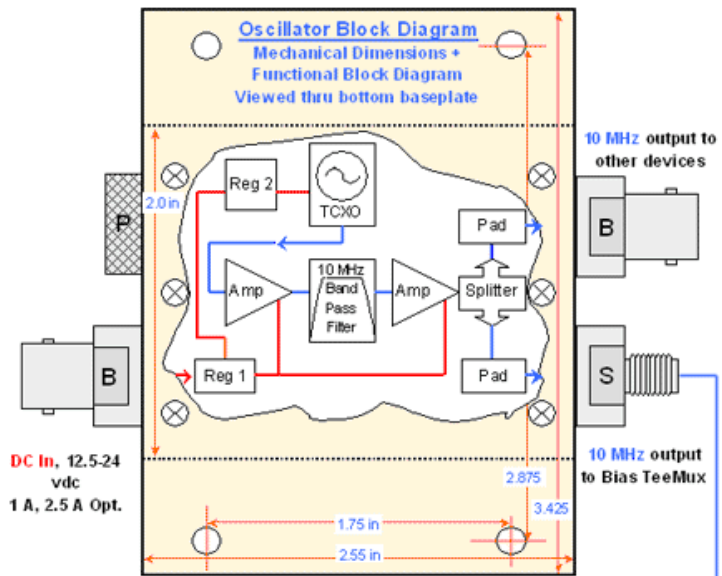 Oscillator Block Diagram
Mechanical Dimensions +
Functional Block Diagram
Viewed thru bottom baseplate
10 MHz output to
other devices
2.0 in
P
Reg 2
TCXO
Pad
B
Amp
10 MHz
Band
Pass
Filter
Amp
Splitter
B
Reg 1
Pad
S
DC In, 12.5-24
vdc
1 A, 2.5 A Opt.
10 MHz output
to Bias TeeMux
2.875
3.425
1.75 in
2.55 in